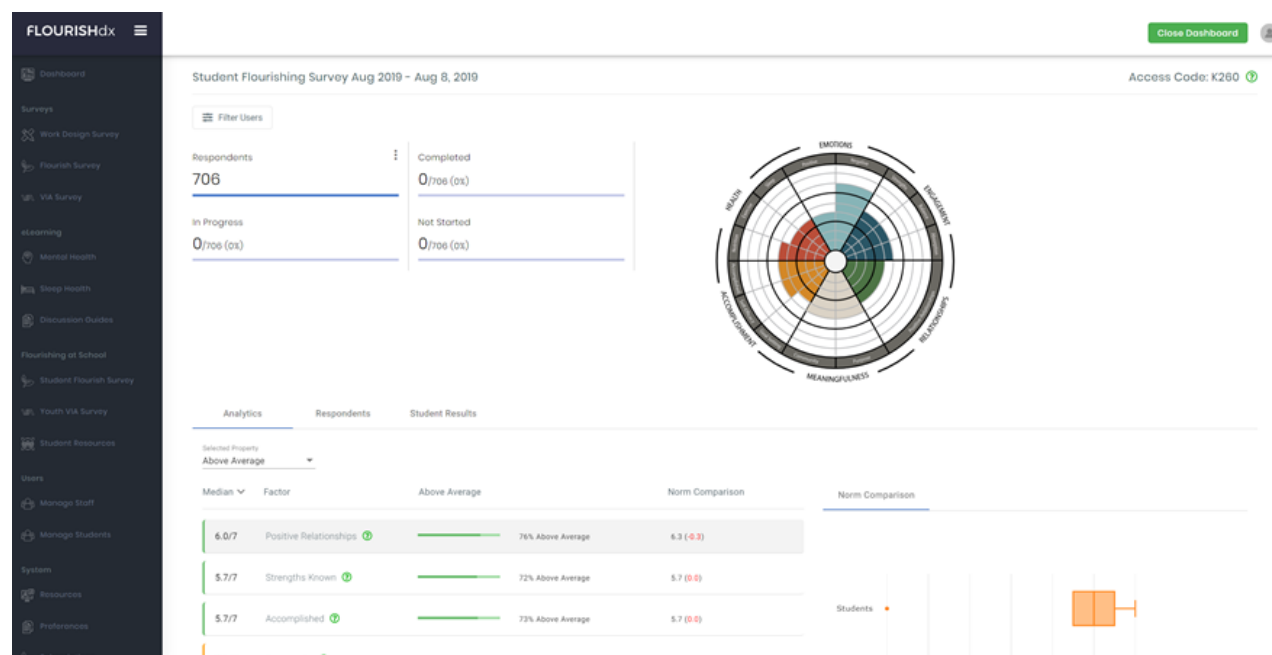 FLOURISHdx
Close Dashboard
Dashboard
Surveys
Work Design Survey
Flourish Survey
VIA Survey
eLearning
Mental Health
Sleep Health
Discussion Guides
Flourishing at School
Student Flourish Survey
Youth VIA Survey
Student Resources
Users
Manage Staff
Manage Students
System
Resources
Preferences
Student Flourishing Survey Aug 2019 - Aug 8, 2019
Access Code: K260
Filter Users
Respondents
706
Completed
0/706 (0%)
In Progress
0/706 (0%)
Not Started
0/706 (0%)
EMOTIONS
ENGAGEMENT
RELATIONSHIPS
MEANINGFULNESS
ACCOMPLISHMENT
HEALTH
Analytics Respondents Student Results
Selected Property
Above Average
Median Factor Above Average Norm Comparison
6.0/7 Positive Relationships 76% Above Average 6.3 (-0.3)
5.7/7 Strengths Known 72% Above Average 5.7 (0.0)
5.7/7 Accomplished 73% Above Average 5.7 (0.0)
Norm Comparison
Students